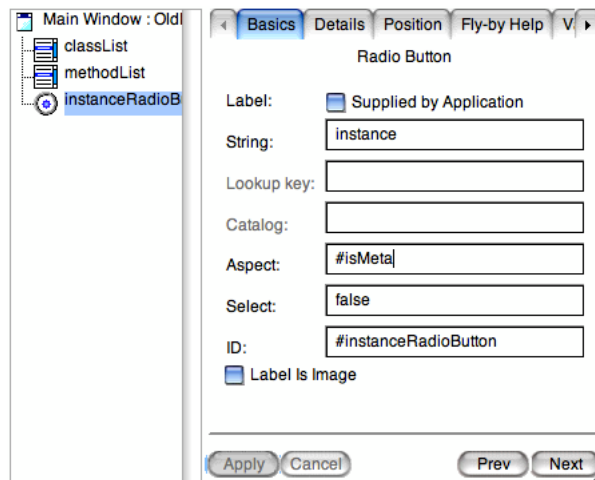 Main Window : Old
classList
methodList
instanceRadioB
Basics Details Position Fly-by Help V
Radio Button
Label: Supplied by Application
String: instance
Lookup key:
Catalog:
Aspect: #isMeta
Select: false
ID: #instanceRadioButton
Label Is Image
Apply Cancel Prev Next